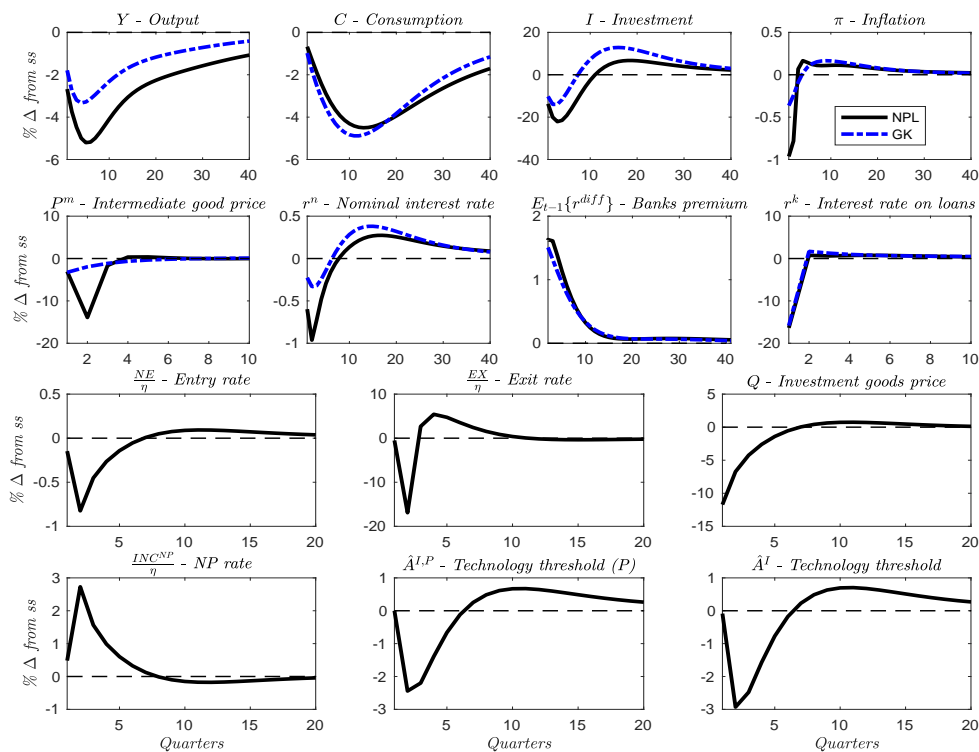 Y - Output
C - Consumption
I - Investment
π - Inflation
% Δ from ss
0
-2
-4
-6
10 20 30 40
0
-2
-4
-6
10 20 30 40
20
0
-20
-40
10 20 30 40
0.5
0
-0.5
-1
10 20 30 40
NPL
GK
P^m - Intermediate good price
r^n - Nominal interest rate
E_{t−1}{r^{diff}} - Banks premium
r^k - Interest rate on loans
% Δ from ss
10
0
-10
-20
2 4 6 8 10
0.5
0
-0.5
-1
10 20 30 40
2
1
0
10 20 30 40
10
0
-10
-20
2 4 6 8 10
NE/η - Entry rate
EX/η - Exit rate
Q - Investment goods price
% Δ from ss
0.5
0
-0.5
-1
5 10 15 20
10
0
-10
-20
5 10 15 20
5
0
-5
-10
-15
5 10 15 20
INC^{NP}/η - NP rate
Â^{I,P} - Technology threshold (P)
Â^I - Technology threshold
% Δ from ss
3
2
1
0
-1
5 10 15 20
Quarters
1
0
-1
-2
-3
5 10 15 20
Quarters
1
0
-1
-2
-3
5 10 15 20
Quarters